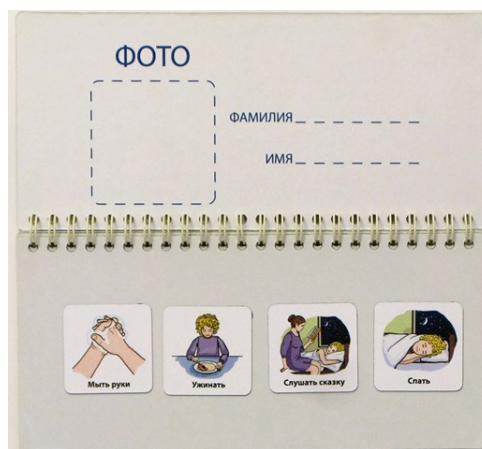 ФОТО
ФАМИЛИЯ
ИМЯ
Мыть руки
Ужинать
Слушать сказку
Спать